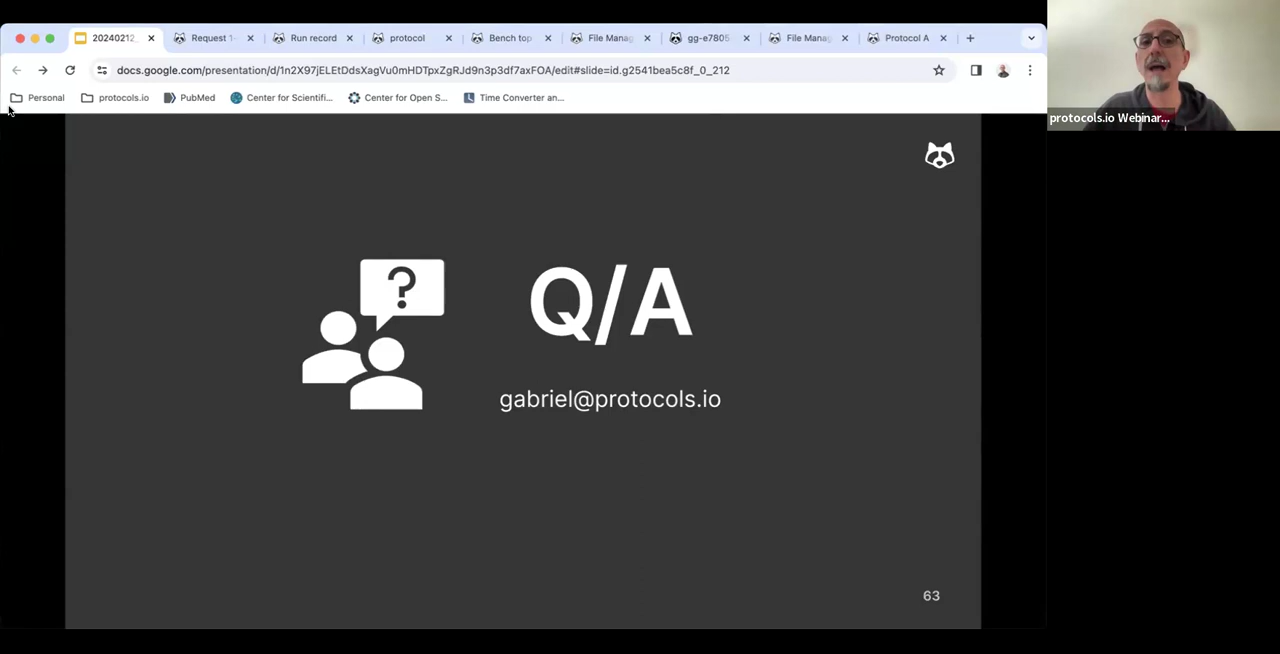 20240212_
Request 1-
Run record
protocol
Bench top
File Manag
gg-e7805
File Manag
Protocol A
docs.google.com/presentation/d/1n2X97jELEtDdsXagVu0mHDTpxZgRJd9n3p3df7axFOA/edit#slide=id.g2541bea5c8f_0_212
Personal
protocols.io
PubMed
Center for Scientifi...
Center for Open S...
Time Converter an...
protocols.io Webinar...
?
Q/A
gabriel@protocols.io
63